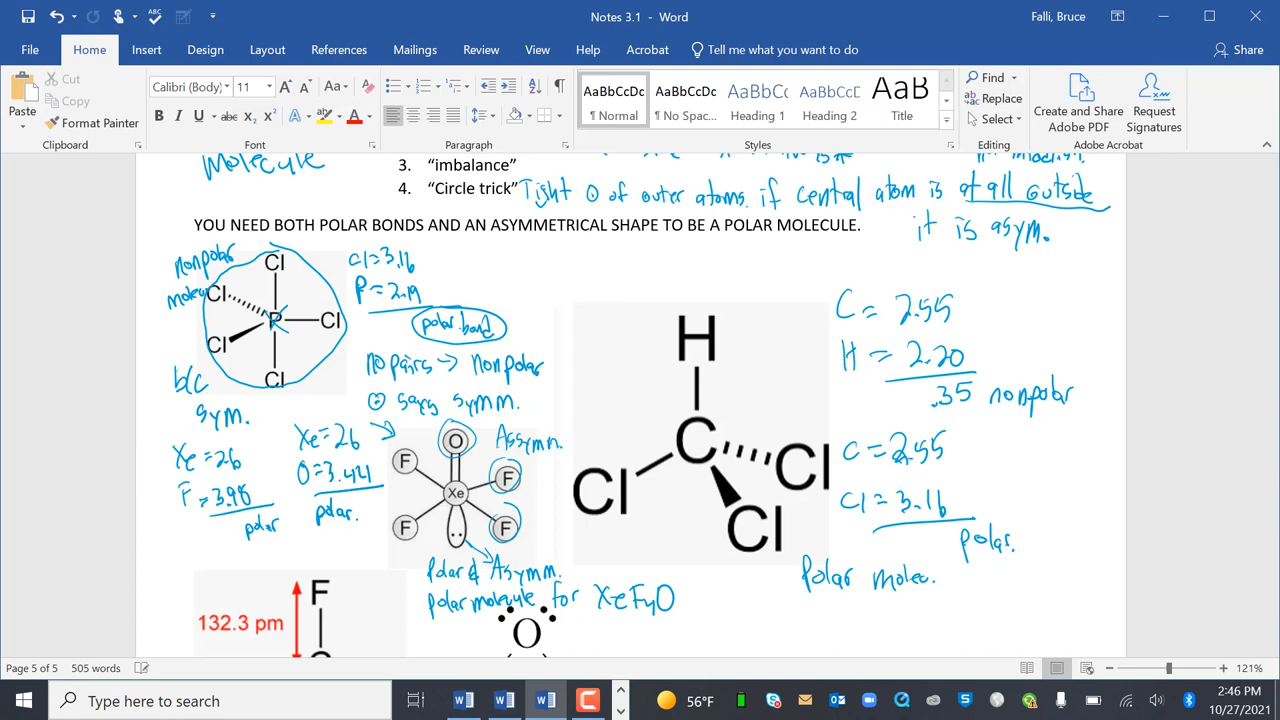 Notes 3.1 - Word
Falli, Bruce
File Home Insert Design Layout References Mailings Review View Help Acrobat Tell me what you want to do Share
Paste
Cut
Copy
Format Painter
Clipboard
Calibri (Body) 11
Font
Paragraph
AaBbCcDc
¶ Normal
AaBbCcDc
¶ No Spac...
AaBbCc
Heading 1
AaBbCcD
Heading 2
AaB
Title
Styles
Find
Replace
Select
Editing
Create and Share
Adobe PDF
Request
Signatures
Adobe Acrobat
Molecule
3. "imbalance"
4. "Circle trick" Tight ⊙ of outer atoms. if central atom is at all outside
it is asym.
YOU NEED BOTH POLAR BONDS AND AN ASYMMETRICAL SHAPE TO BE A POLAR MOLECULE.
nonpolar
molec
b/c
sym.
Cl
Cl
P
Cl
Cl
Cl
Cl = 3.16
P = 2.19
polar bond
no pairs → nonpolar
⊙ says symm.
Xe = 26
F = 3.98
polar
Xe = 26
O = 3.441
polar.
O
F
F
Xe
F
F
Assymm.
Polar & Asymm.
polar molecule for XeF4O
H
C
Cl
Cl
Cl
C = 2.55
H = 2.20
.35 nonpolar
C = 2.55
Cl = 3.16
polar.
Polar molec.
132.3 pm
F
O
Page 5 of 5 505 words
121%
Type here to search
56°F
2:46 PM
10/27/2021